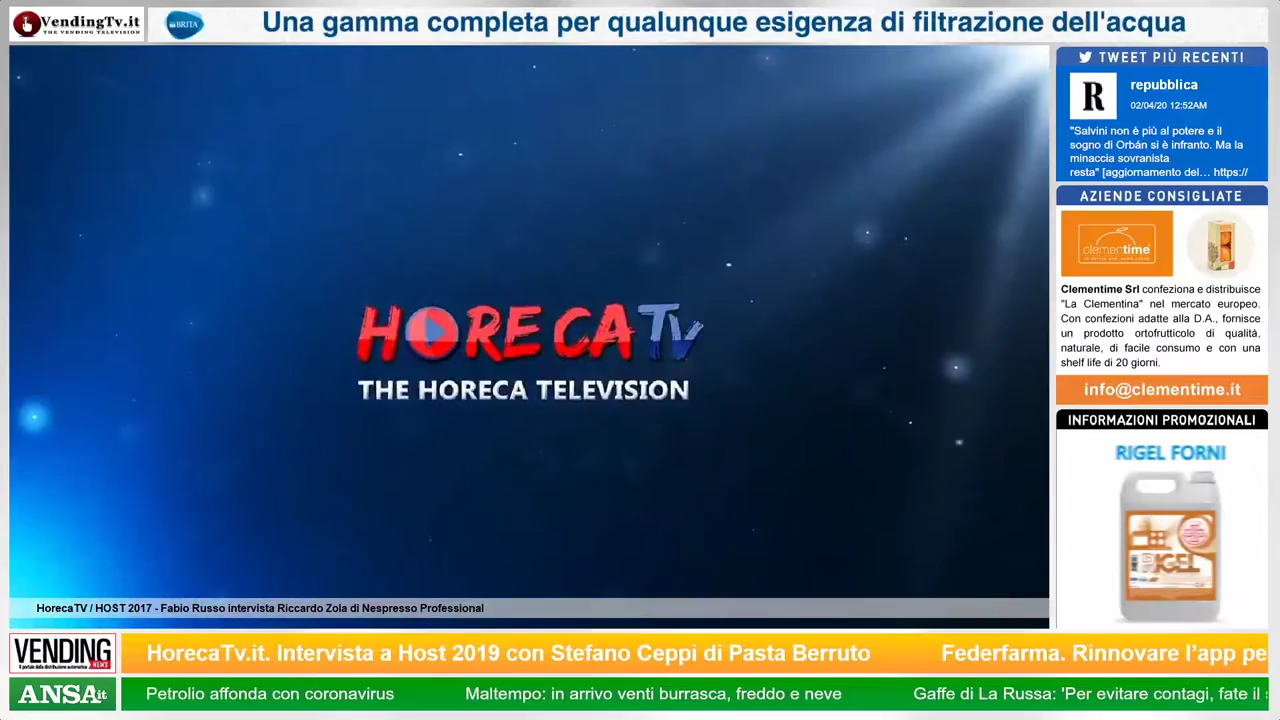 VendingTv.it
THE VENDING TELEVISION
BRITA
Una gamma completa per qualunque esigenza di filtrazione dell'acqua
HORECATV
THE HORECA TELEVISION
HorecaTV / HOST 2017 - Fabio Russo intervista Riccardo Zola di Nespresso Professional
TWEET PIÙ RECENTI
R
repubblica
02/04/20 12:52AM
"Salvini non è più al potere e il
sogno di Orbán si è infranto. Ma la
minaccia sovranista
resta" [aggiornamento del… https://
AZIENDE CONSIGLIATE
clementime
Clementime Srl confeziona e distribuisce
"La Clementina" nel mercato europeo.
Con confezioni adatte alla D.A., fornisce
un prodotto ortofrutticolo di qualità,
naturale, di facile consumo e con una
shelf life di 20 giorni.
info@clementime.it
INFORMAZIONI PROMOZIONALI
RIGEL FORNI
RIGEL
VENDING
Il portale della distribuzione automatica NEWS
HorecaTv.it. Intervista a Host 2019 con Stefano Ceppi di Pasta Berruto
Federfarma. Rinnovare l'app pe
ANSA.it
Petrolio affonda con coronavirus
Maltempo: in arrivo venti burrasca, freddo e neve
Gaffe di La Russa: 'Per evitare contagi, fate il s